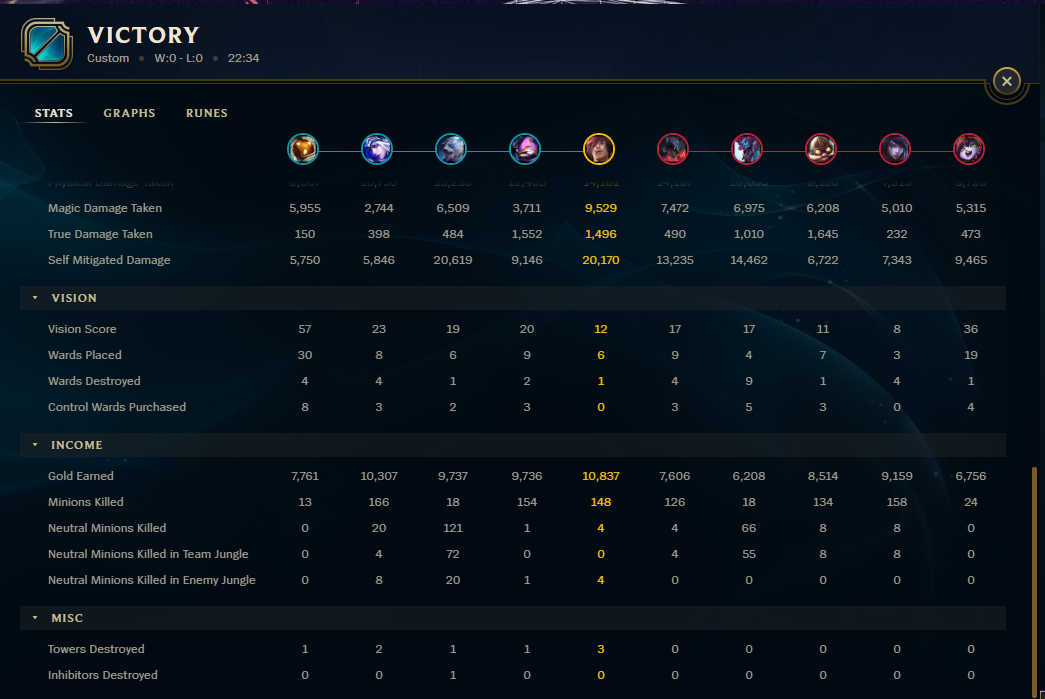 VICTORY
Custom • W:0 - L:0 • 22:34
STATS GRAPHS RUNES
Physical Damage Taken
Magic Damage Taken 5,955 2,744 6,509 3,711 9,529 7,472 6,975 6,208 5,010 5,315
True Damage Taken 150 398 484 1,552 1,496 490 1,010 1,645 232 473
Self Mitigated Damage 5,750 5,846 20,619 9,146 20,170 13,235 14,462 6,722 7,343 9,465
VISION
Vision Score 57 23 19 20 12 17 17 11 8 36
Wards Placed 30 8 6 9 6 9 4 7 3 19
Wards Destroyed 4 4 1 2 1 4 9 1 4 1
Control Wards Purchased 8 3 2 3 0 3 5 3 0 4
INCOME
Gold Earned 7,761 10,307 9,737 9,736 10,837 7,606 6,208 8,514 9,159 6,756
Minions Killed 13 166 18 154 148 126 18 134 158 24
Neutral Minions Killed 0 20 121 1 4 4 66 8 8 0
Neutral Minions Killed in Team Jungle 0 4 72 0 0 4 55 8 8 0
Neutral Minions Killed in Enemy Jungle 0 8 20 1 4 0 0 0 0 0
MISC
Towers Destroyed 1 2 1 1 3 0 0 0 0 0
Inhibitors Destroyed 0 0 1 0 0 0 0 0 0 0